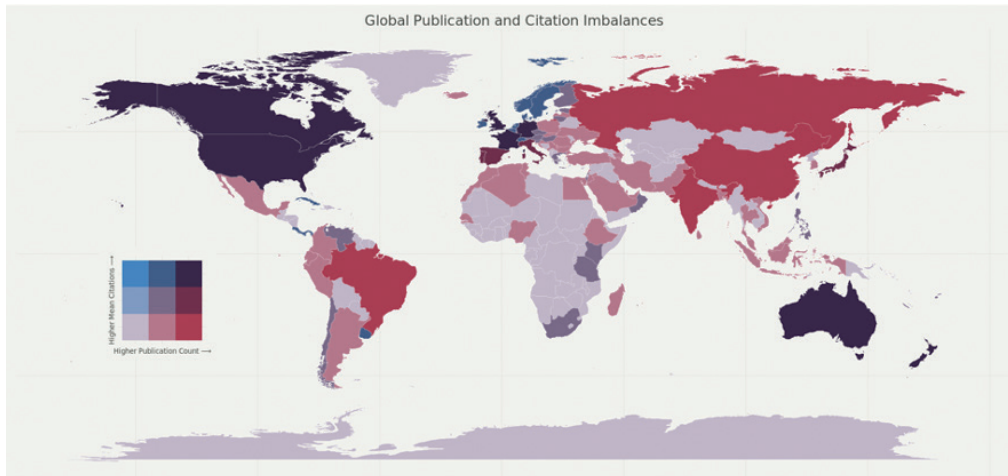 Global Publication and Citation Imbalances
Higher Mean Citations ⟶
Higher Publication Count ⟶